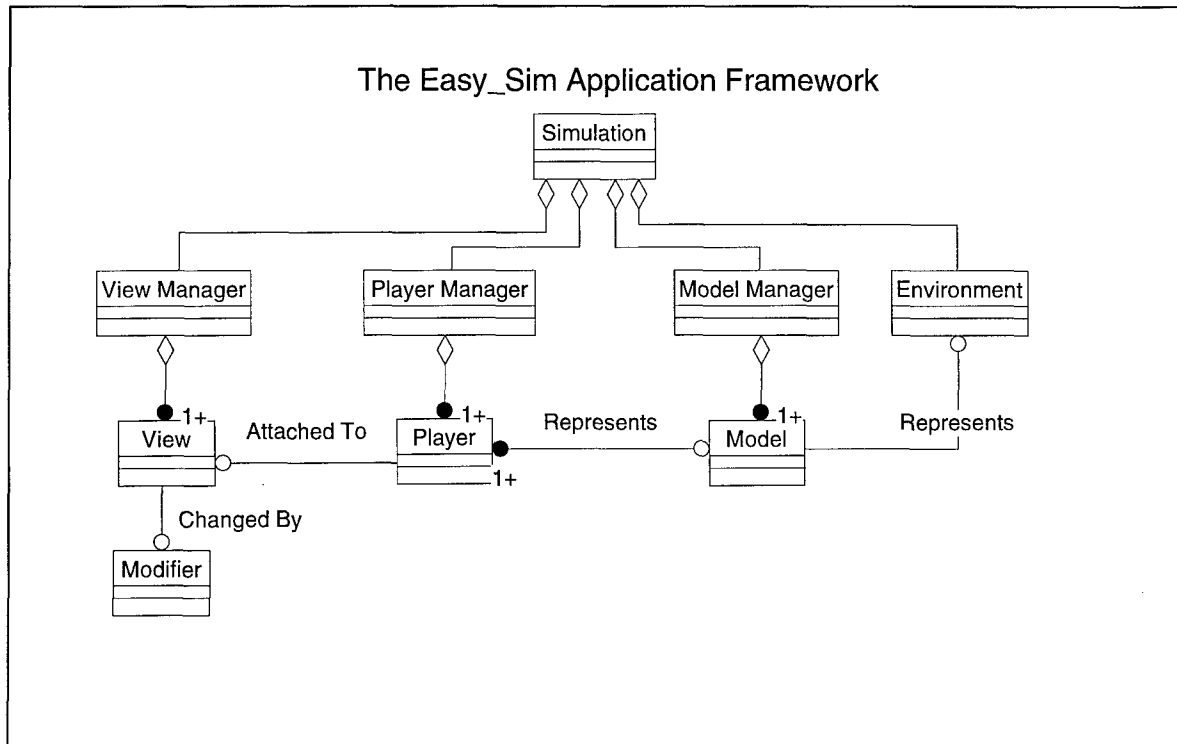 The Easy_Sim Application Framework
Simulation
View Manager
Player Manager
Model Manager
Environment
1+
1+
1+
View
Attached To
Player
Represents
Model
Represents
1+
Changed By
Modifier